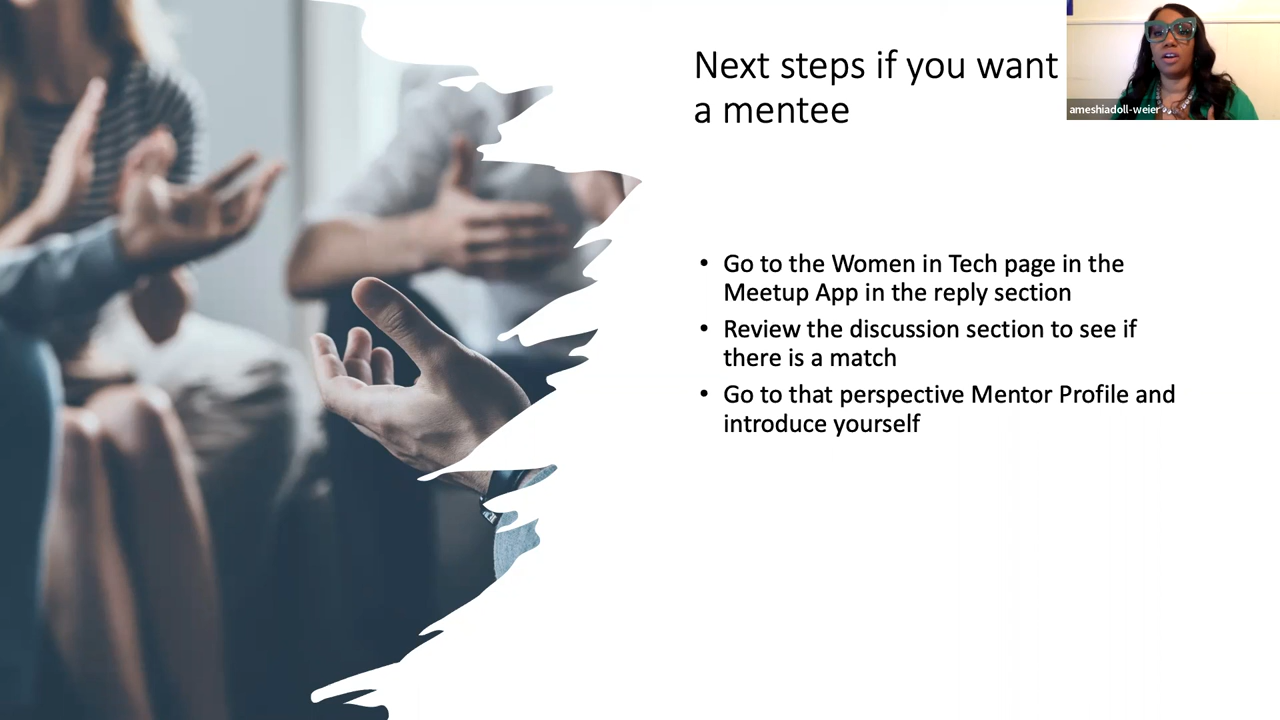 Next steps if you want
a mentee
ameshiadoll-weier
• Go to the Women in Tech page in the
Meetup App in the reply section
• Review the discussion section to see if
there is a match
• Go to that perspective Mentor Profile and
introduce yourself